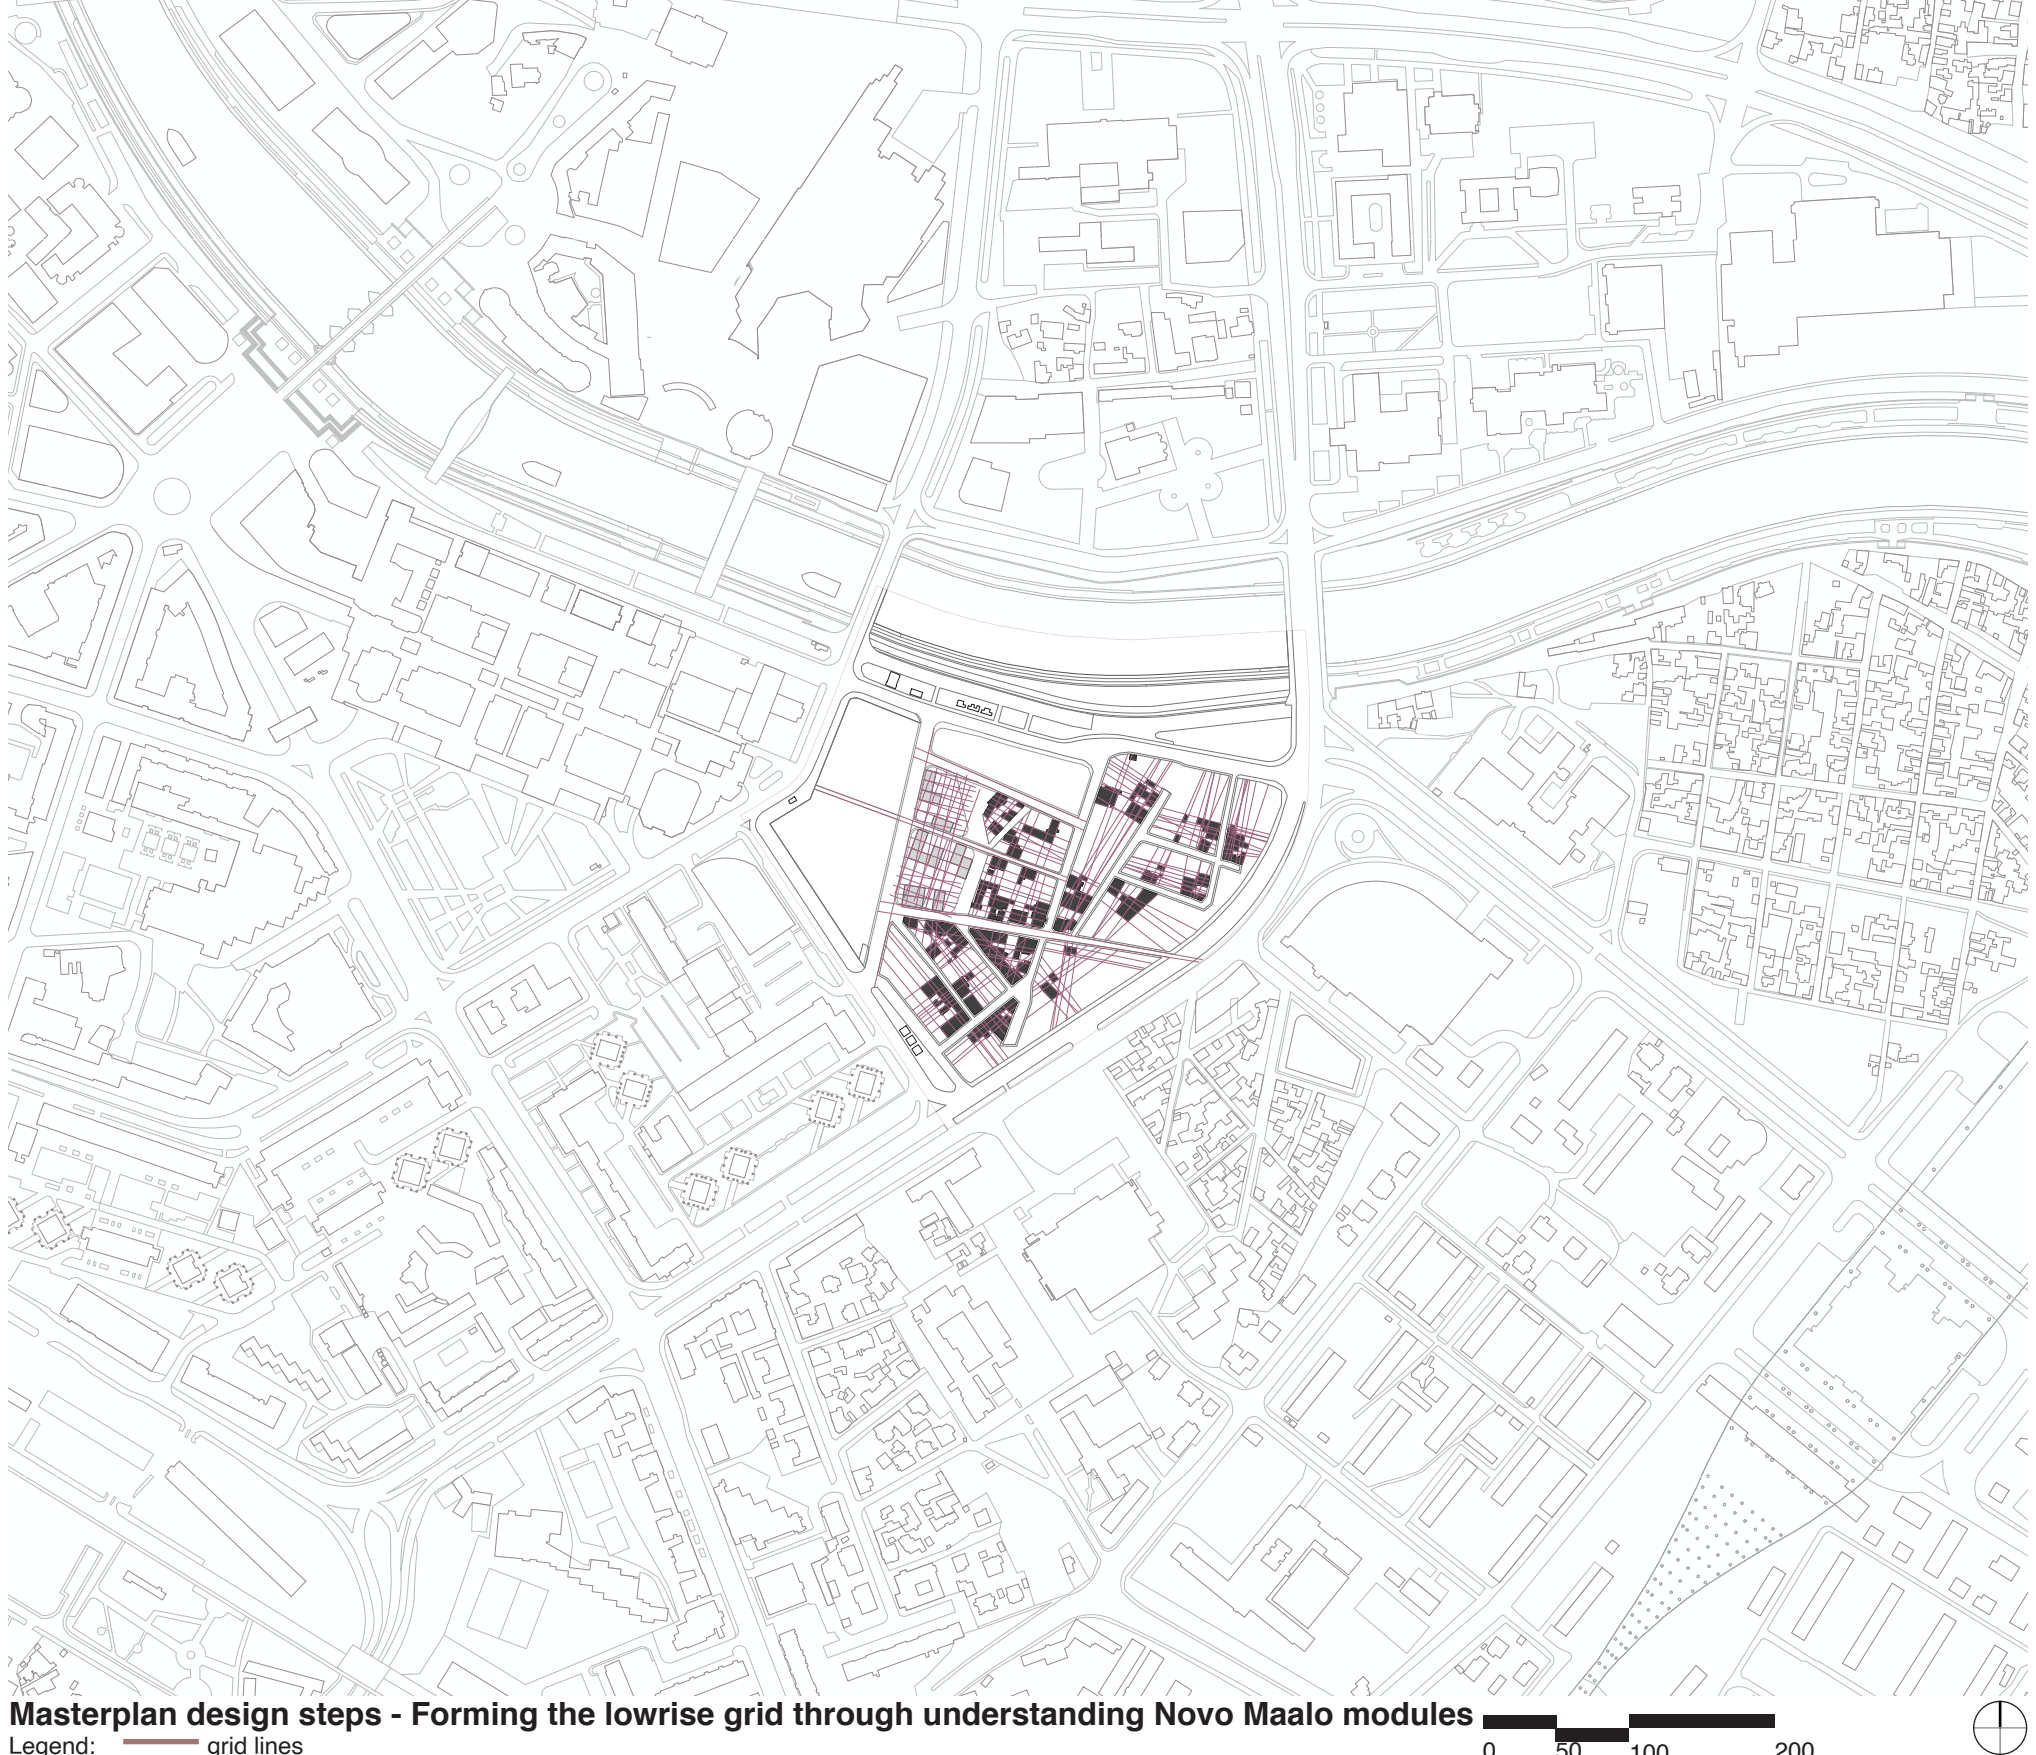 Masterplan design steps - Forming the lowrise grid through understanding Novo Maalo modules
Legend: grid lines
0 50 100 200